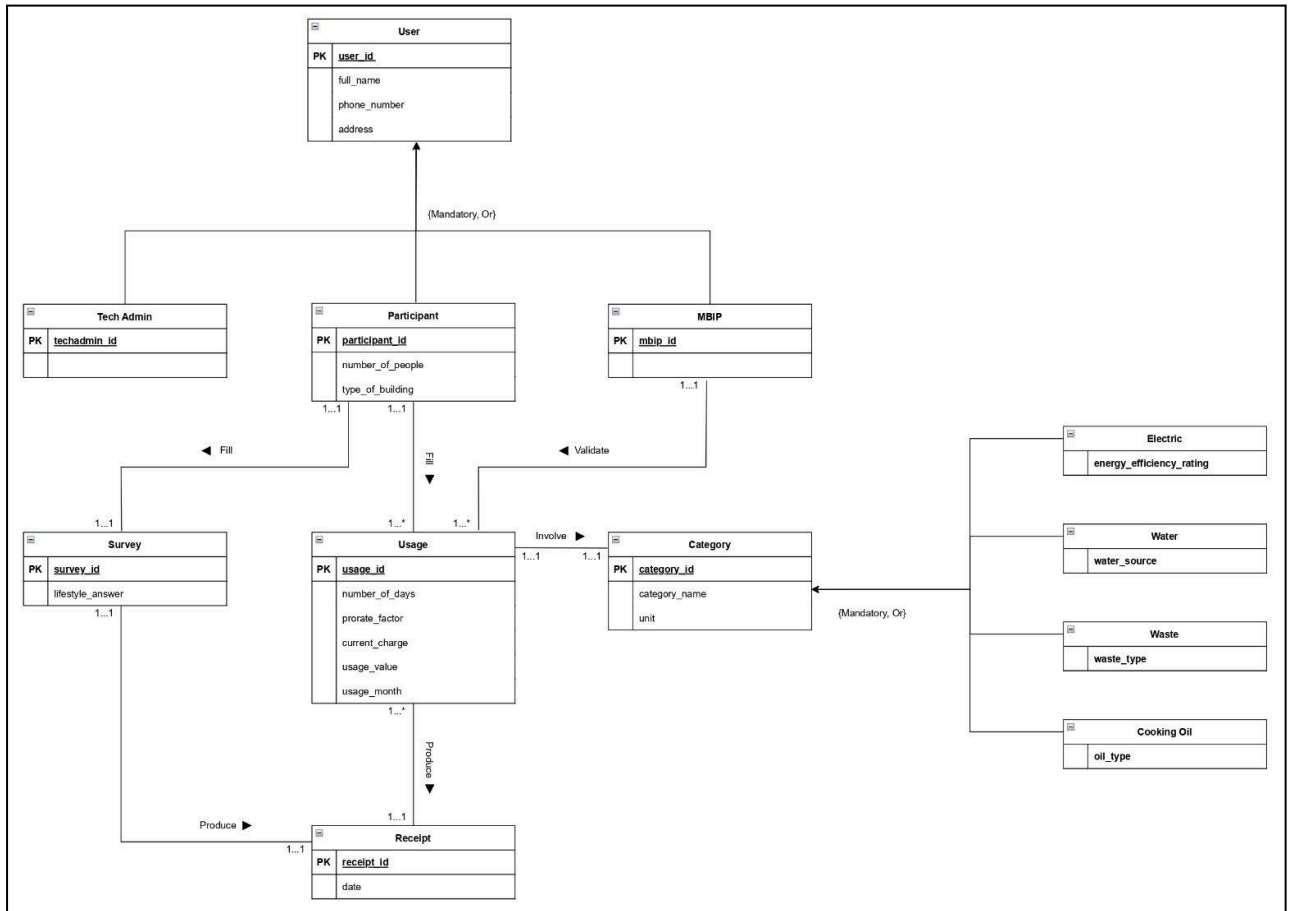 User
PK user_id
full_name
phone_number
address
{Mandatory, Or}
Tech Admin
PK techadmin_id
Participant
PK participant_id
number_of_people
type_of_building
MBIP
PK mbip_id
1...1
1...1
1...1
◄ Fill
Fill ►
◄ Validate
1...1
1...*
1...*
Survey
PK survey_id
lifestyle_answer
1...1
Usage
PK usage_id
number_of_days
prorate_factor
current_charge
usage_value
usage_month
1...*
Involve ►
1...1
1...1
Category
PK category_id
category_name
unit
{Mandatory, Or}
Electric
energy_efficiency_rating
Water
water_source
Waste
waste_type
Cooking Oil
oil_type
Produce ►
Produce ►
1...1
1...1
Receipt
PK receipt_id
date